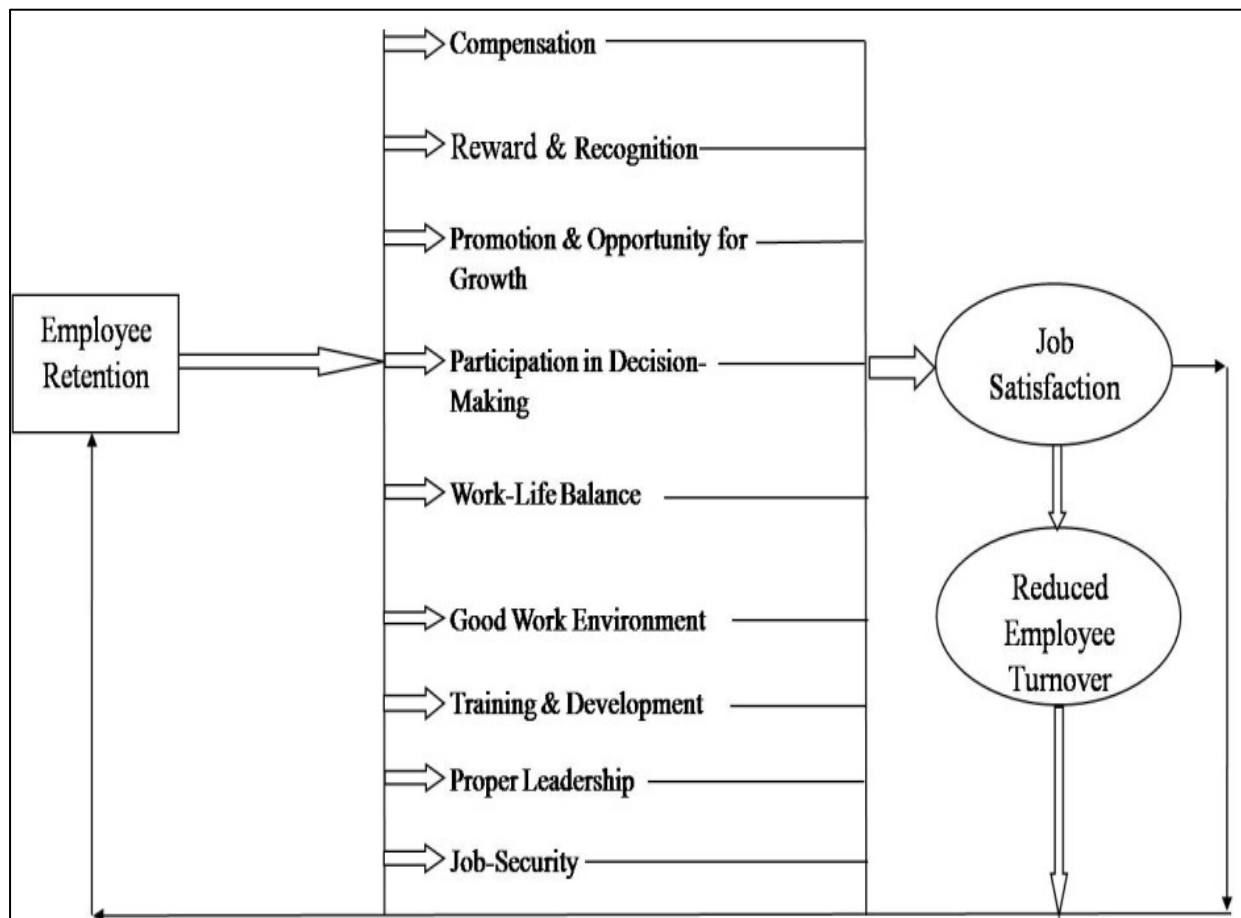 Employee
Retention
Compensation
Reward & Recognition
Promotion & Opportunity for
Growth
Participation in Decision-
Making
Work-Life Balance
Good Work Environment
Training & Development
Proper Leadership
Job-Security
Job
Satisfaction
Reduced
Employee
Turnover